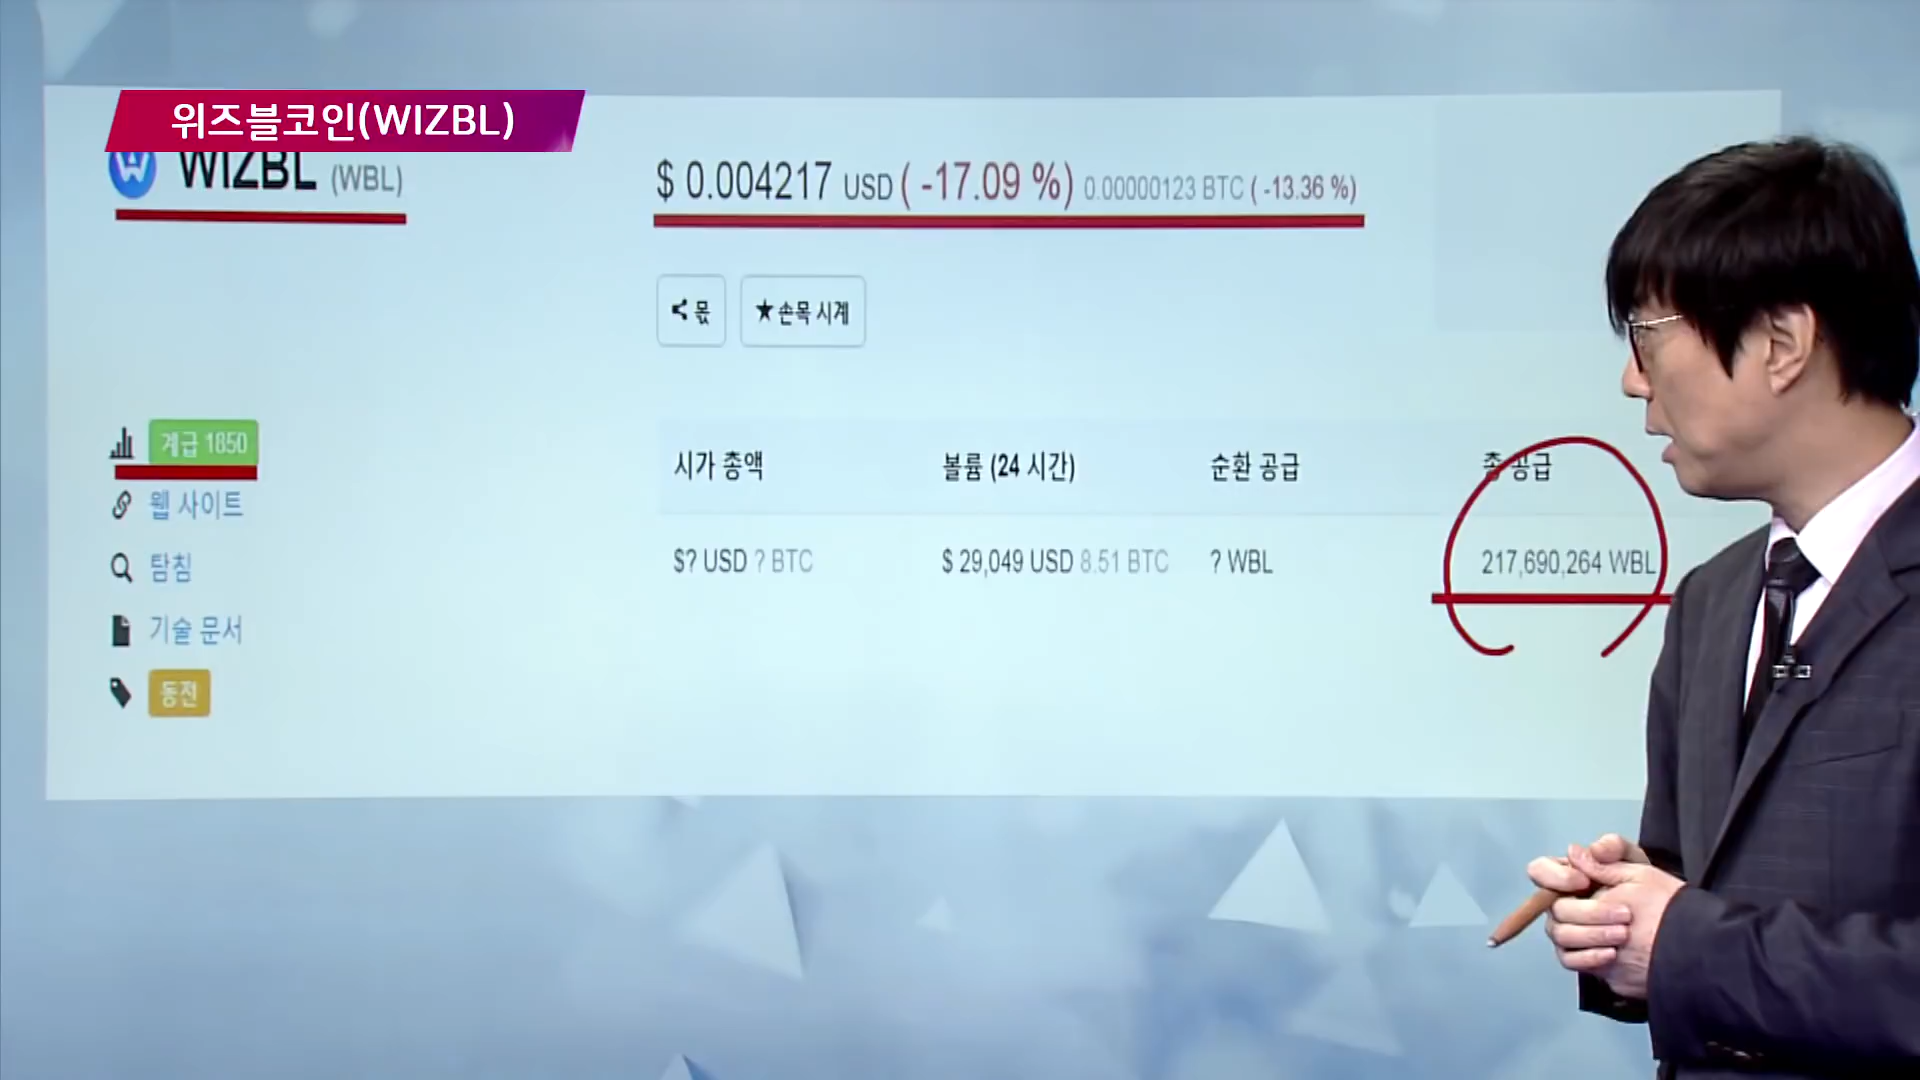 위즈블코인(WIZBL)
WIZBL (WBL)
$ 0.004217 USD ( -17.09 %) 0.00000123 BTC ( -13.36 %)
몫
★ 손목 시계
계급 1850
웹 사이트
탐침
기술 문서
동전
시가 총액 볼륨 (24 시간) 순환 공급 총 공급
$? USD ? BTC $ 29,049 USD 8.51 BTC ? WBL 217,690,264 WBL